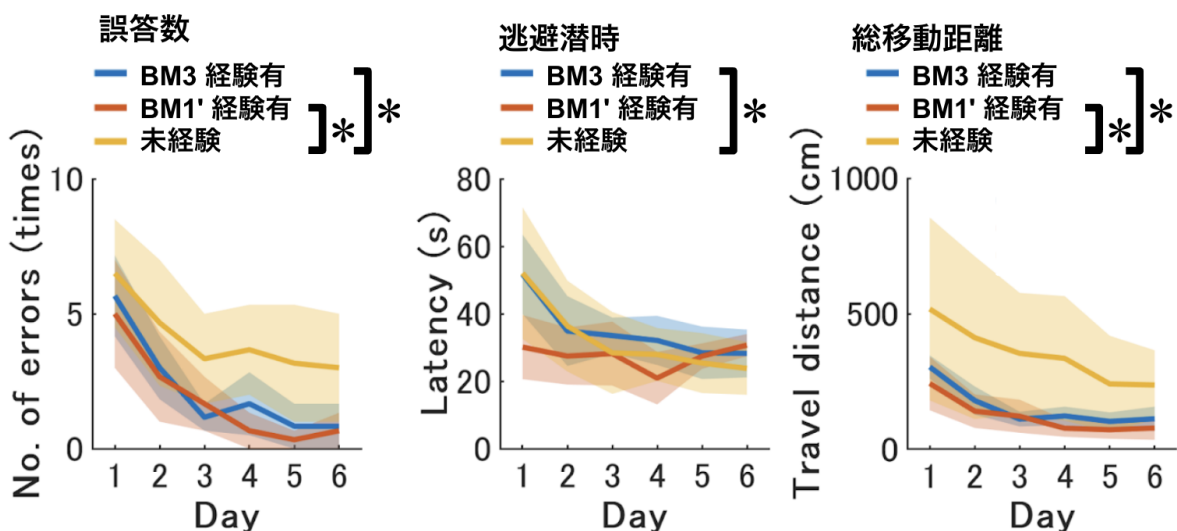 誤答数
BM3 経験有
BM1' 経験有
未経験
*
*
No. of errors (times)
10
5
0
1 2 3 4 5 6
Day
逃避潜時
BM3 経験有
BM1' 経験有
未経験
*
Latency (s)
80
60
40
20
0
1 2 3 4 5 6
Day
総移動距離
BM3 経験有
BM1' 経験有
未経験
*
*
Travel distance (cm)
1000
500
0
1 2 3 4 5 6
Day